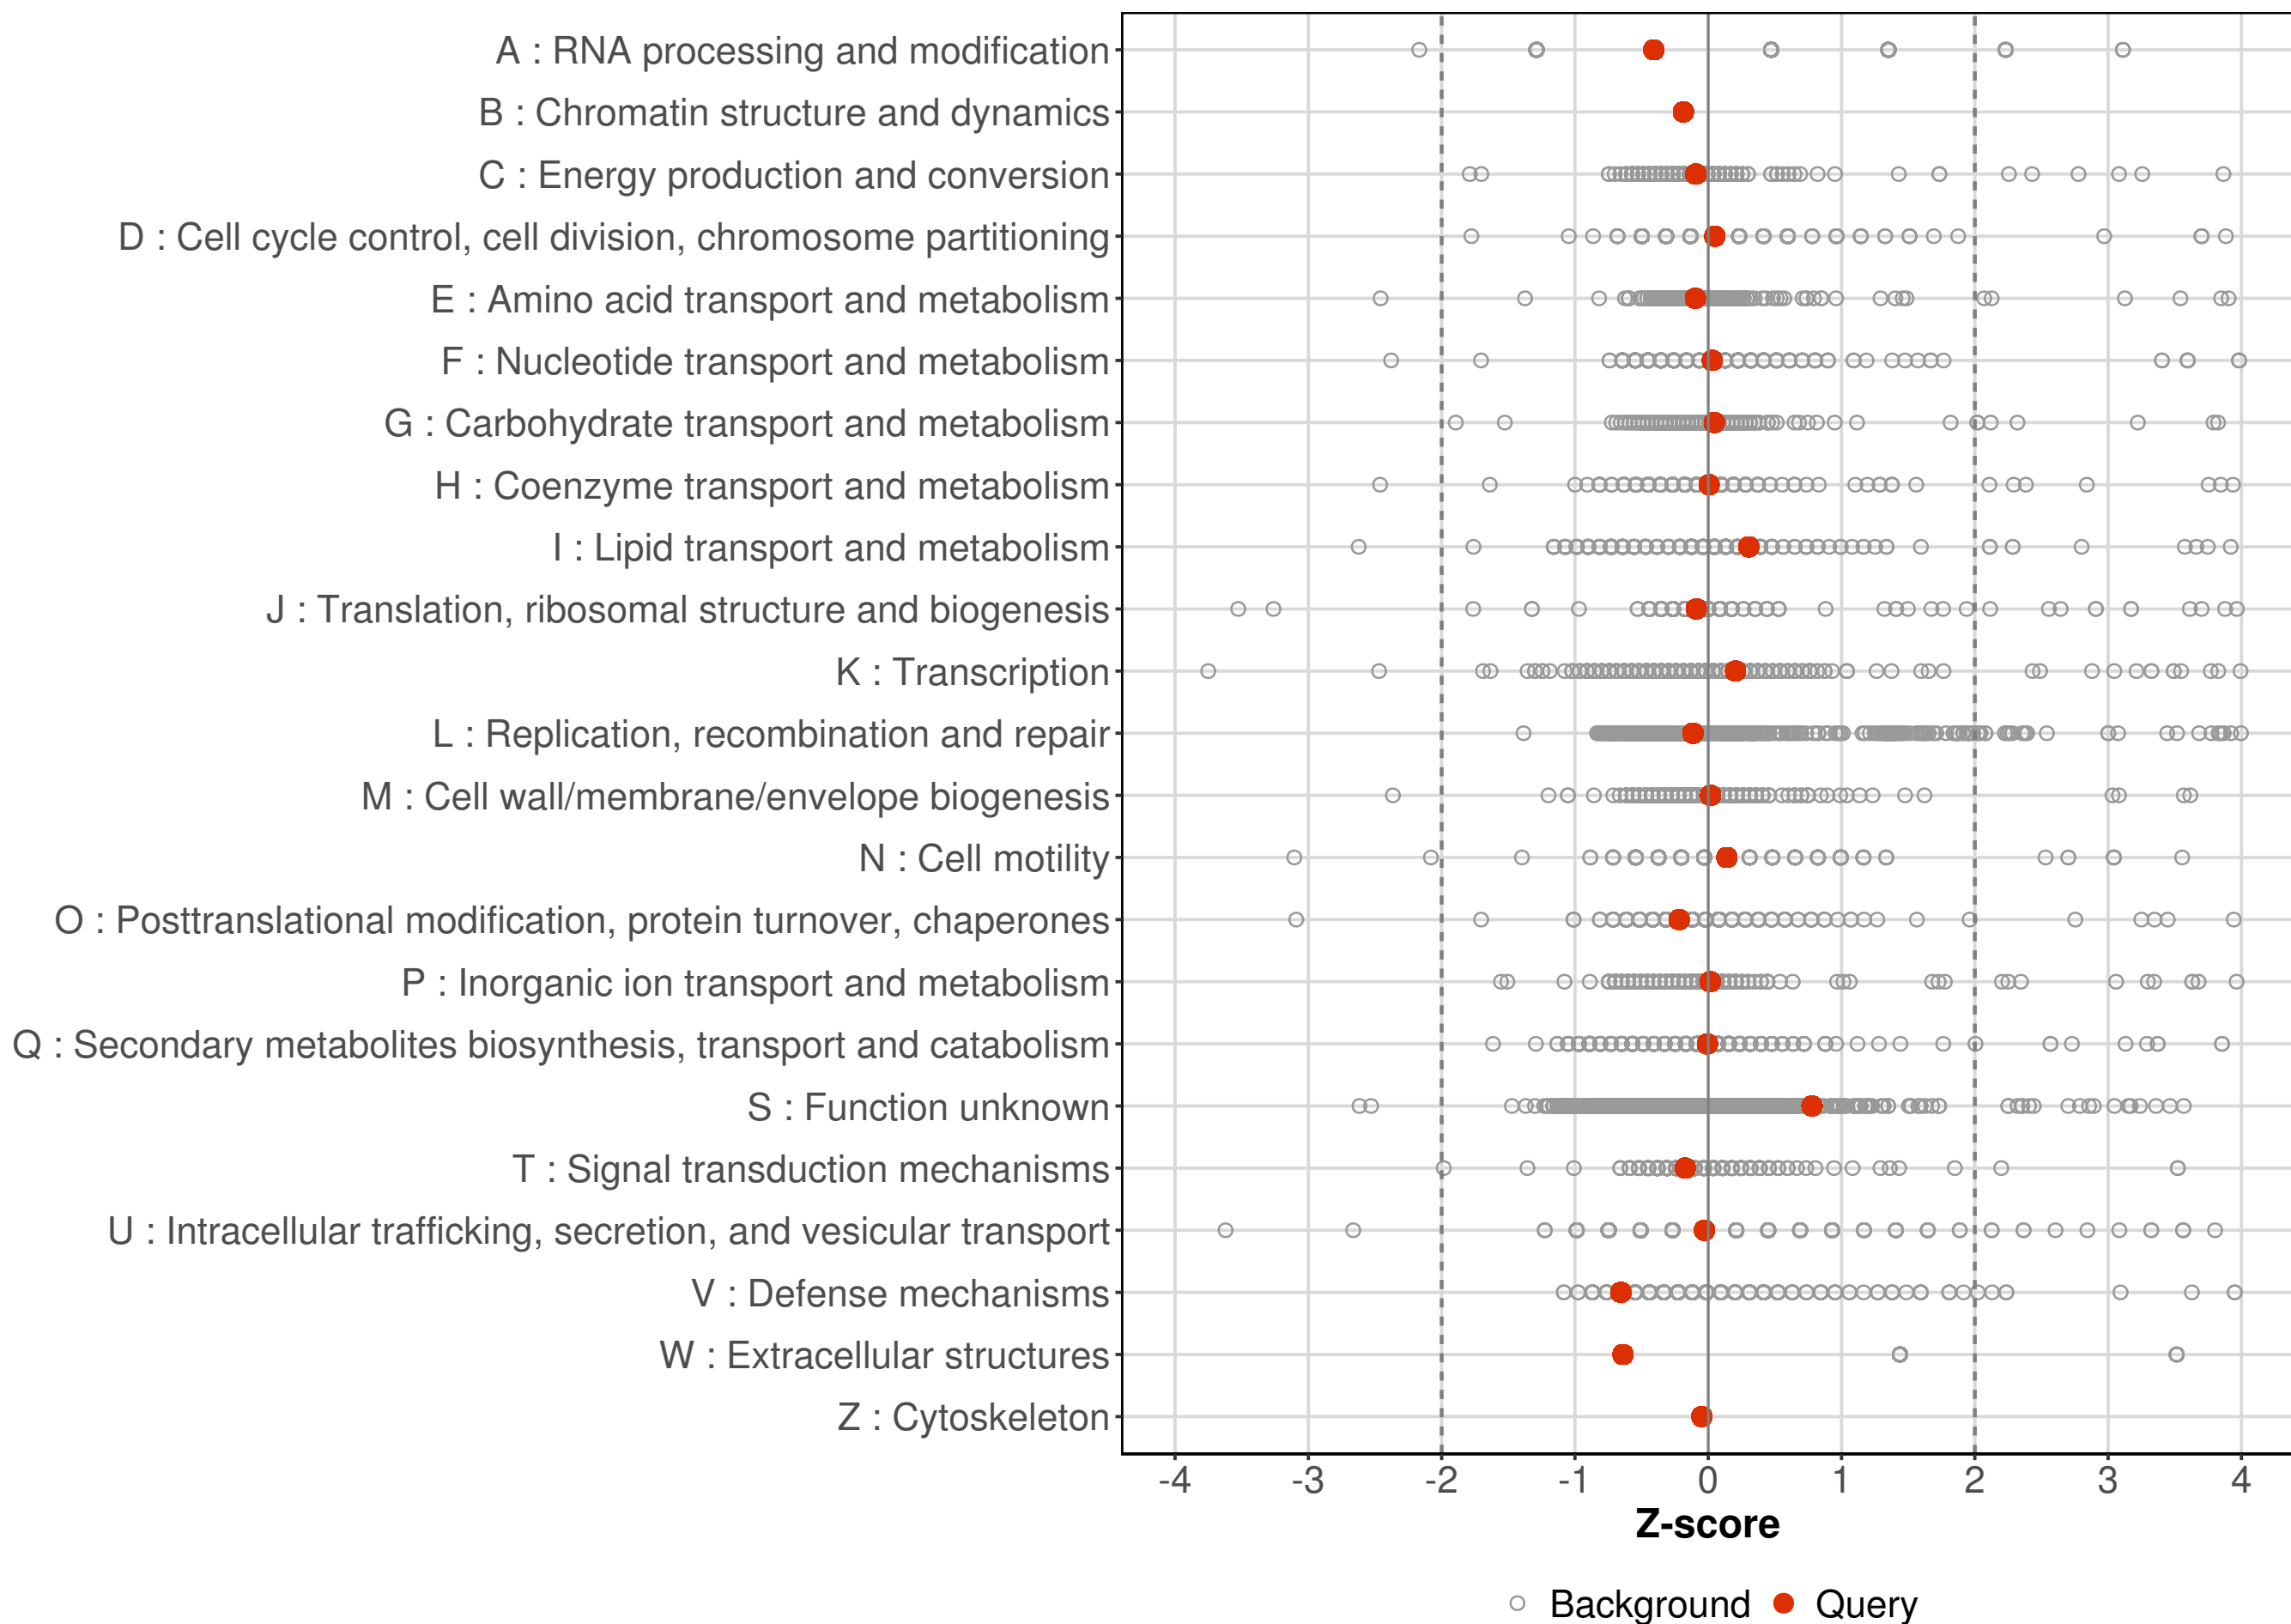 A : RNA processing and modification
B : Chromatin structure and dynamics
C : Energy production and conversion
D : Cell cycle control, cell division, chromosome partitioning
E : Amino acid transport and metabolism
F : Nucleotide transport and metabolism
G : Carbohydrate transport and metabolism
H : Coenzyme transport and metabolism
I : Lipid transport and metabolism
J : Translation, ribosomal structure and biogenesis
K : Transcription
L : Replication, recombination and repair
M : Cell wall/membrane/envelope biogenesis
N : Cell motility
O : Posttranslational modification, protein turnover, chaperones
P : Inorganic ion transport and metabolism
Q : Secondary metabolites biosynthesis, transport and catabolism
S : Function unknown
T : Signal transduction mechanisms
U : Intracellular trafficking, secretion, and vesicular transport
V : Defense mechanisms
W : Extracellular structures
Z : Cytoskeleton
-4 -3 -2 -1 0 1 2 3 4
Z-score
Background Query